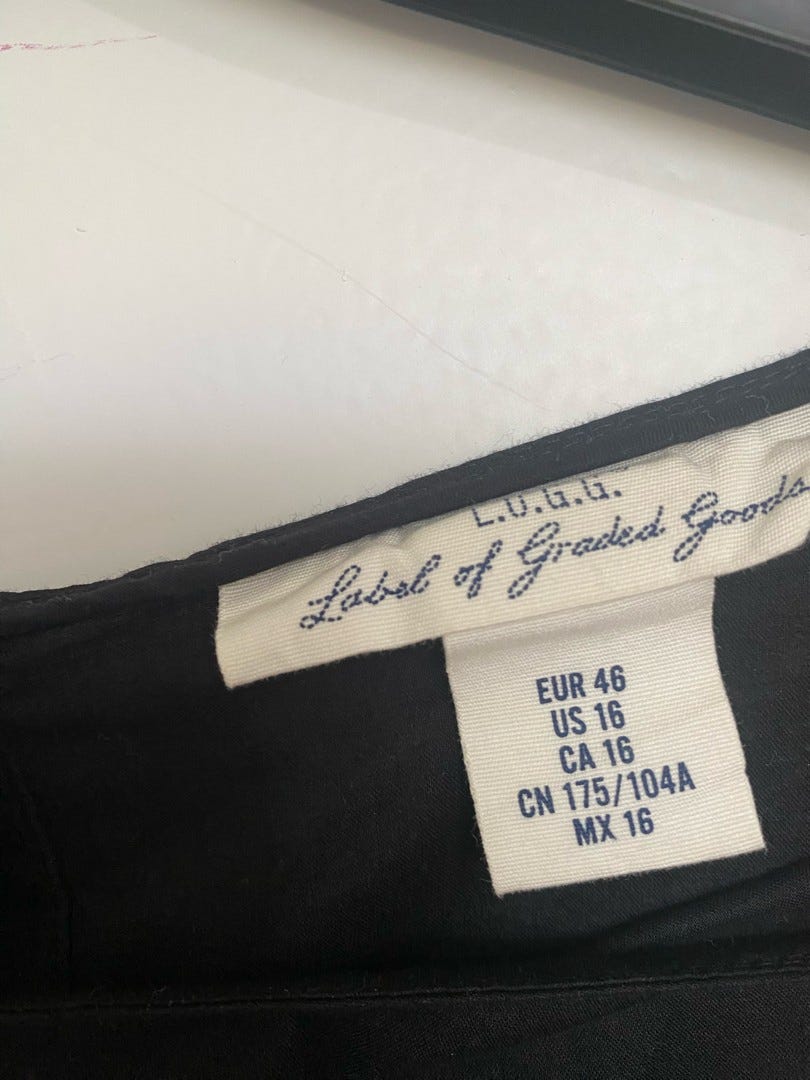 L.O.G.G.
Label of Graded Goods
EUR 46
US 16
CA 16
CN 175/104A
MX 16